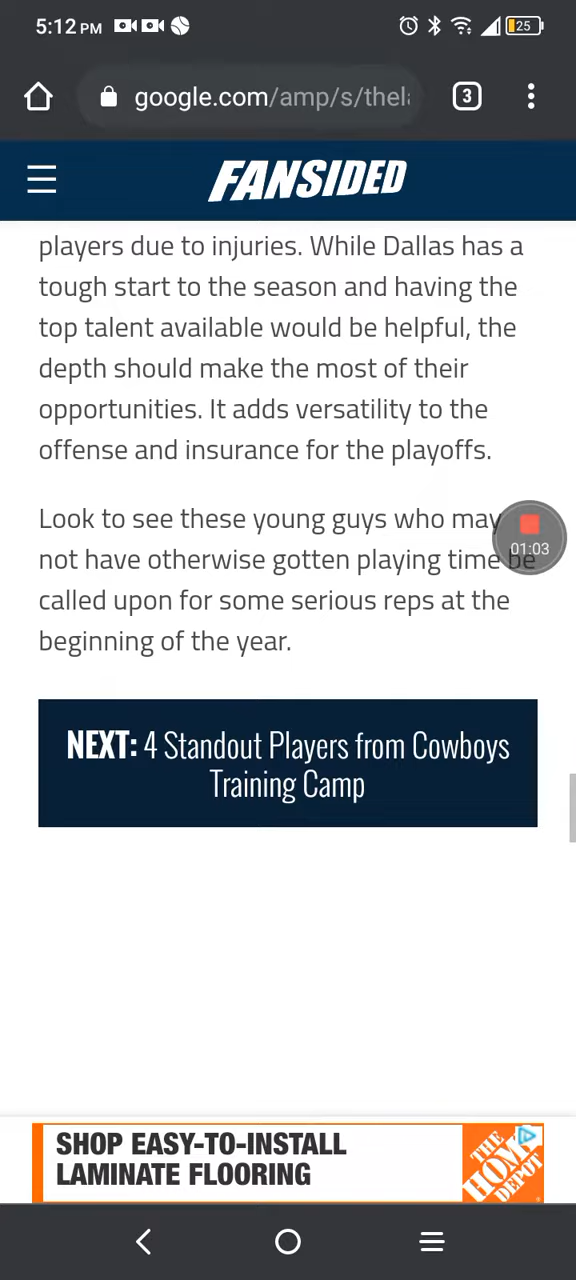 5:12 PM
25
google.com/amp/s/thel
3
FANSIDED
players due to injuries. While Dallas has a
tough start to the season and having the
top talent available would be helpful, the
depth should make the most of their
opportunities. It adds versatility to the
offense and insurance for the playoffs.
Look to see these young guys who may
not have otherwise gotten playing time be
01:03
called upon for some serious reps at the
beginning of the year.
NEXT: 4 Standout Players from Cowboys
Training Camp
SHOP EASY-TO-INSTALL
LAMINATE FLOORING
THE HOME DEPOT